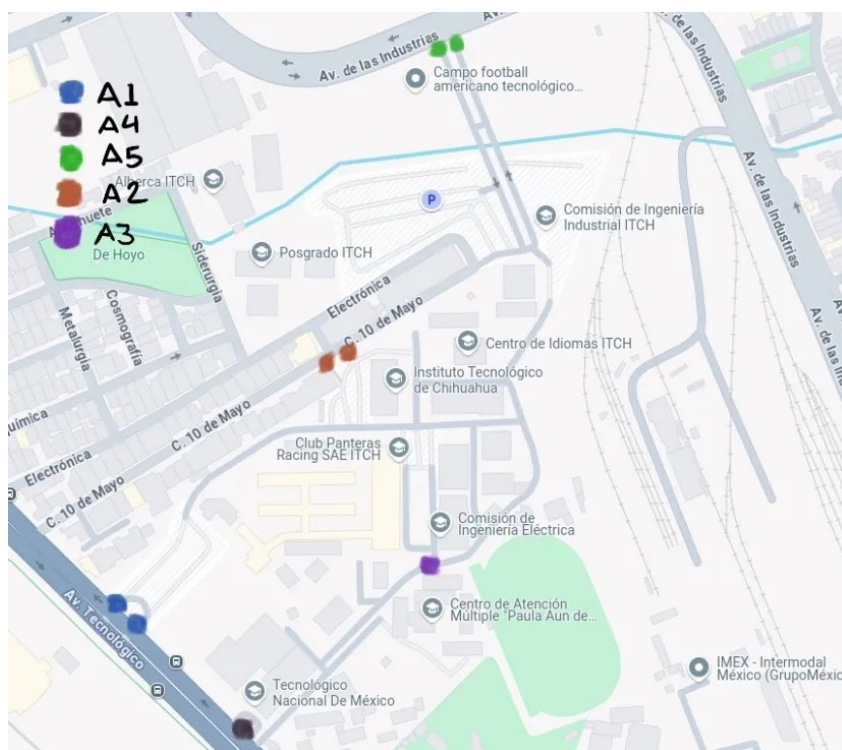 Av. de las Industrias
Av.
Av. de las Industrias
Campo football
americano tecnológico...
A1
A4
A5
A2
A3
Alberca ITCH
De Hoyo
Siderurgia
P
Comisión de Ingeniería
Industrial ITCH
Av. de las Industrias
Posgrado ITCH
Electrónica
C. 10 de Mayo
Cosmografía
Metalurgia
Centro de Idiomas ITCH
Instituto Tecnológico
de Chihuahua
C. 10 de Mayo
Electrónica
Club Panteras
Racing SAE ITCH
C. 10 de Mayo
Comisión de
Ingeniería Eléctrica
Av. Tecnológico
Centro de Atención
Múltiple "Paula Aun de...
Tecnológico
Nacional De México
IMEX - Intermodal
México (GrupoMéxic